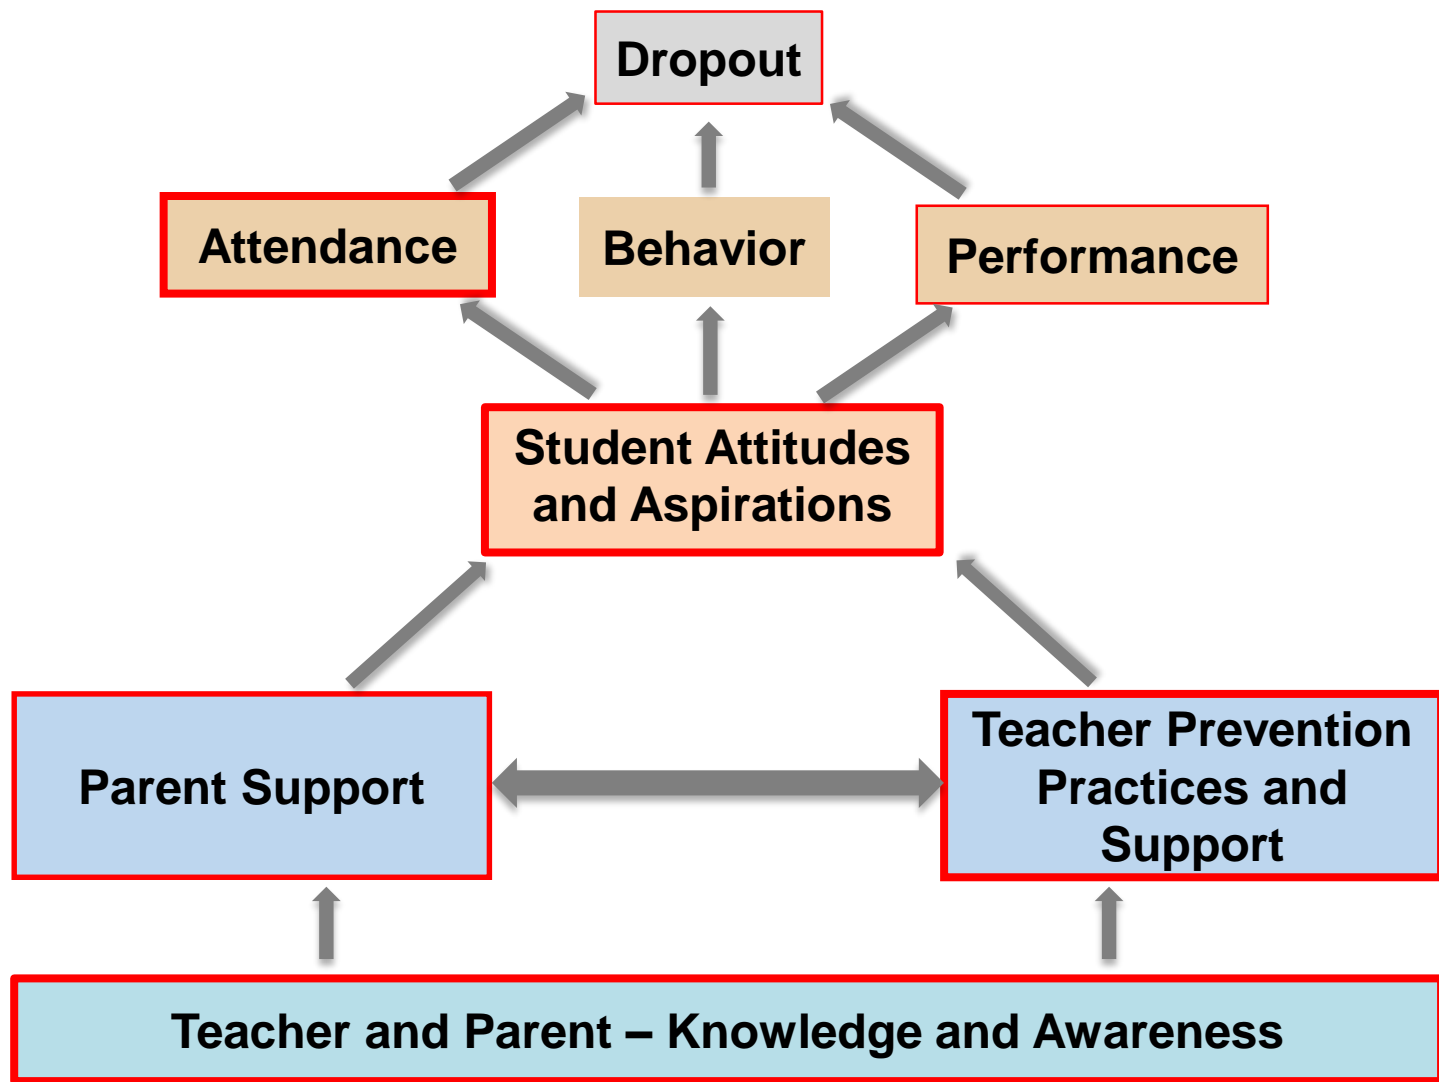 Dropout
Attendance
Behavior
Performance
Student Attitudes
and Aspirations
Parent Support
Teacher Prevention
Practices and
Support
Teacher and Parent – Knowledge and Awareness